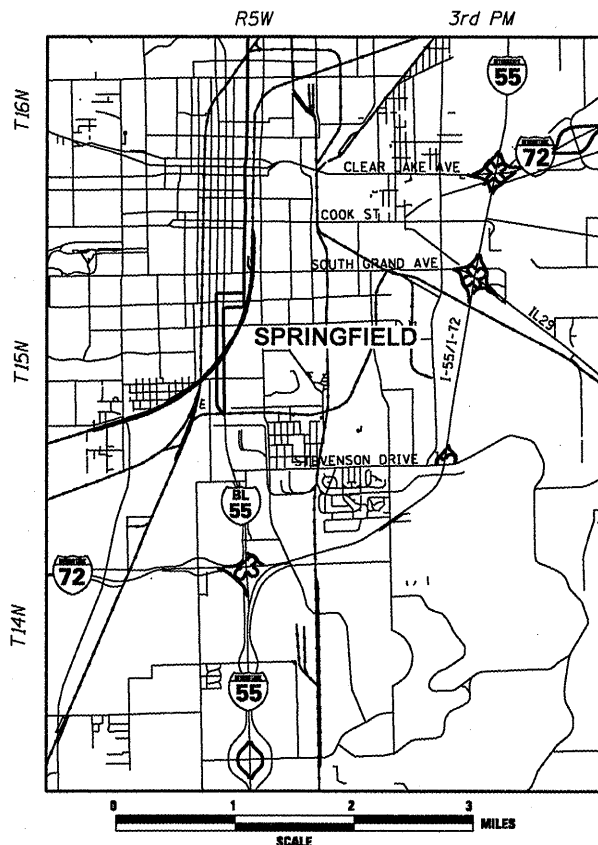 R5W 3rd PM
T16N
55
72
CLEAR LAKE AVE
COOK ST
SOUTH GRAND AVE
IL29
T15N
SPRINGFIELD
I-55/I-72
STEVENSON DRIVE
BL
55
72
T14N
55
0 1 2 3 MILES
SCALE